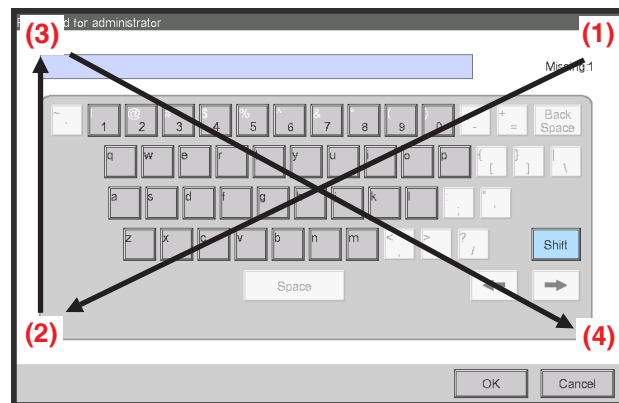 for administrator
(3) (1)
Missing:1
~ ! @ # $ % ^ & * ( ) _ + Back
` 1 2 3 4 5 6 7 8 9 0 - = Space
q w e r t y u i o p { [ } ] | \
a s d f g h j k l : ; " '
z x c v b n m < , > . ? / Shift
Space
(2) (4)
OK Cancel